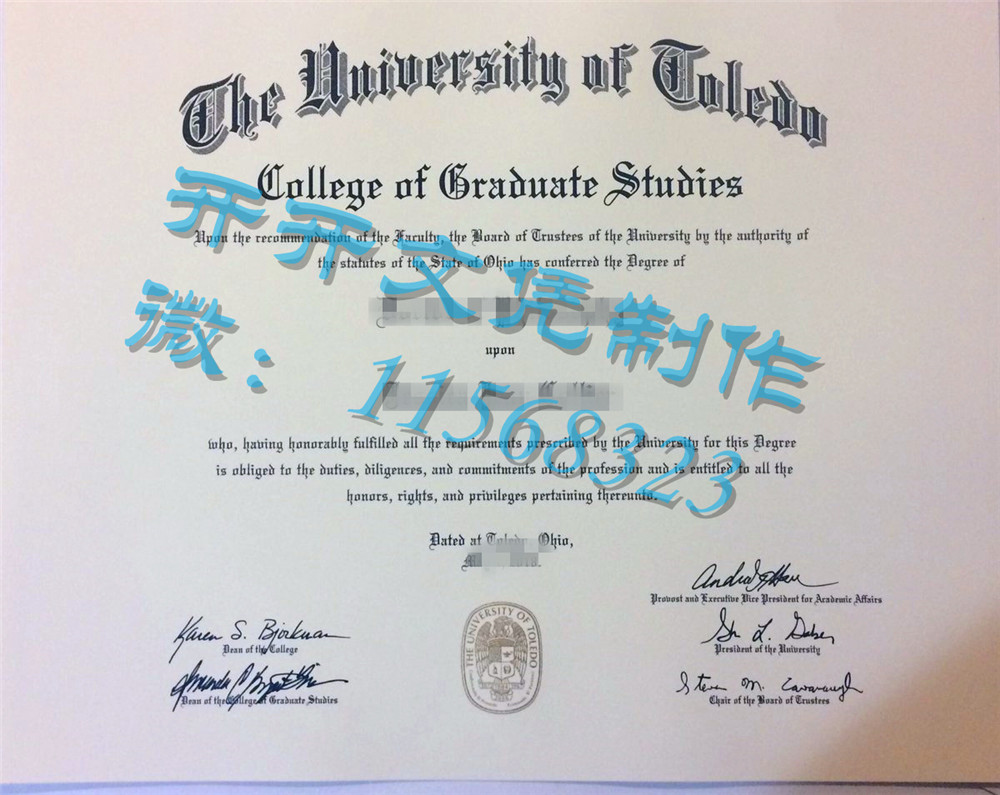 The University of Toledo
College of Graduate Studies
Upon the recommendation of the Faculty, the Board of Trustees of the University by the authority of
the statutes of the State of Ohio has conferred the Degree of
upon
who, having honorably fulfilled all the requirements prescribed by the University for this Degree
is obliged to the duties, diligences, and commitments of the profession and is entitled to all the
honors, rights, and privileges pertaining thereunto.
Dated at Toledo, Ohio,
开开文凭制作
微：11568323
Provost and Executive Vice President for Academic Affairs
Karen S. Bjorkman
Dean of the College
President of the University
Dean of the College of Graduate Studies
Steven M. Cavanaugh
Chair of the Board of Trustees
THE UNIVERSITY OF TOLEDO